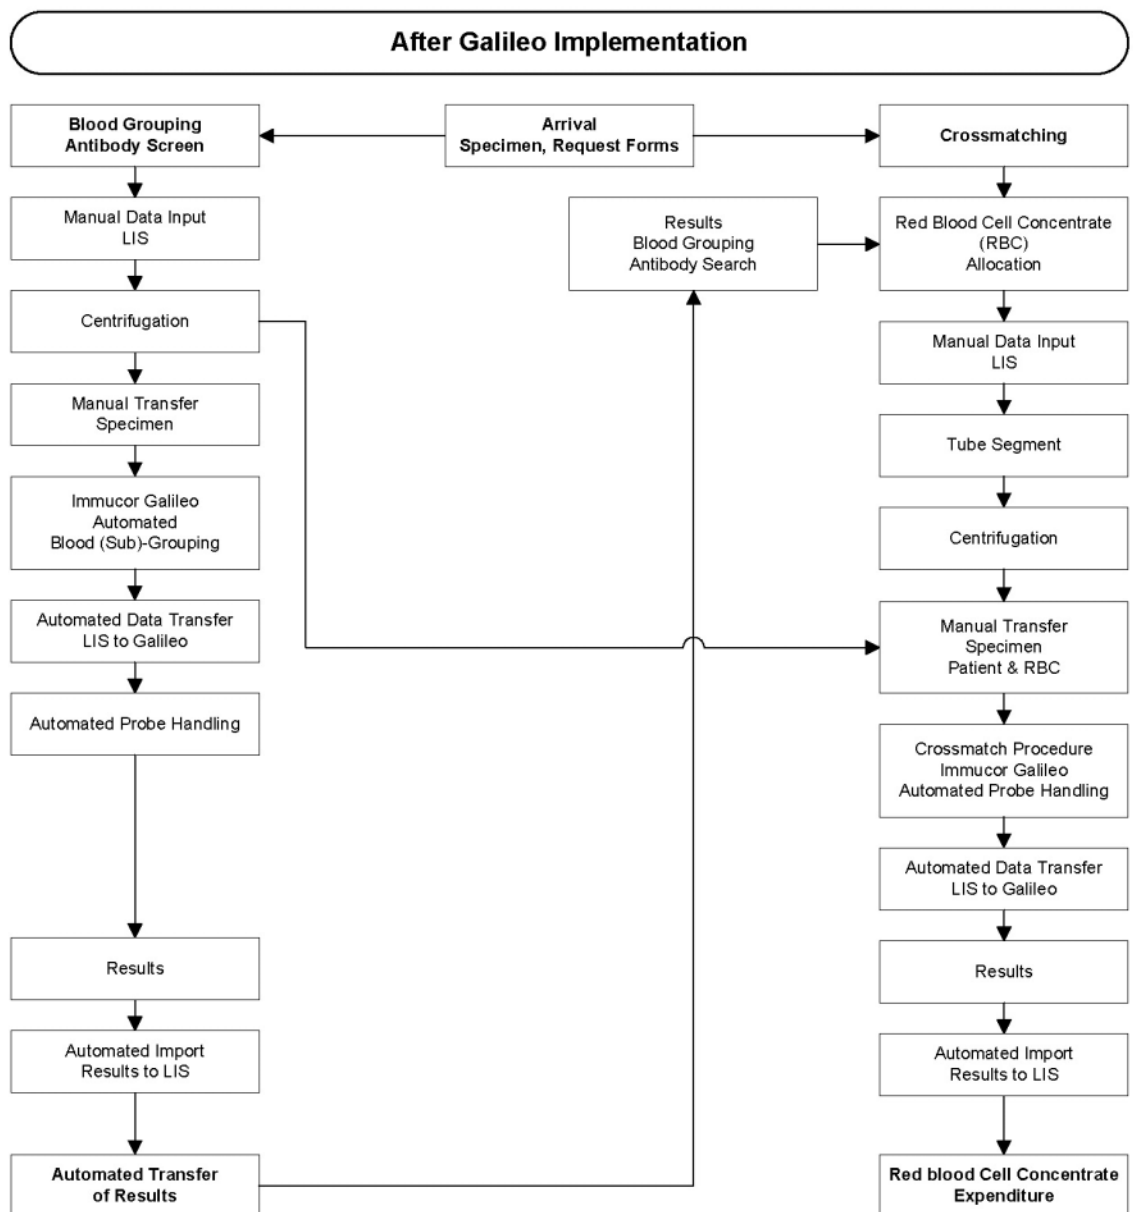 After Galileo Implementation
Blood Grouping
Antibody Screen
Manual Data Input
LIS
Centrifugation
Manual Transfer
Specimen
Immucor Galileo
Automated
Blood (Sub)-Grouping
Automated Data Transfer
LIS to Galileo
Automated Probe Handling
Results
Automated Import
Results to LIS
Automated Transfer
of Results
Arrival
Specimen, Request Forms
Results
Blood Grouping
Antibody Search
Crossmatching
Red Blood Cell Concentrate
(RBC)
Allocation
Manual Data Input
LIS
Tube Segment
Centrifugation
Manual Transfer
Specimen
Patient & RBC
Crossmatch Procedure
Immucor Galileo
Automated Probe Handling
Automated Data Transfer
LIS to Galileo
Results
Automated Import
Results to LIS
Red blood Cell Concentrate
Expenditure